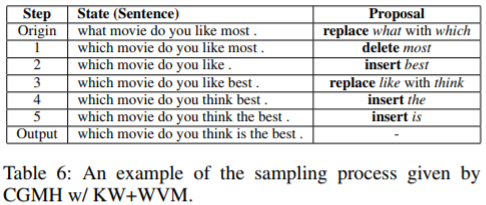 Step State (Sentence) Proposal
Origin what movie do you like most . replace what with which
1 which movie do you like most . delete most
2 which movie do you like . insert best
3 which movie do you like best . replace like with think
4 which movie do you think best . insert the
5 which movie do you think the best . insert is
Output which movie do you think is the best . -
Table 6: An example of the sampling process given by
CGMH w/ KW+WVM.